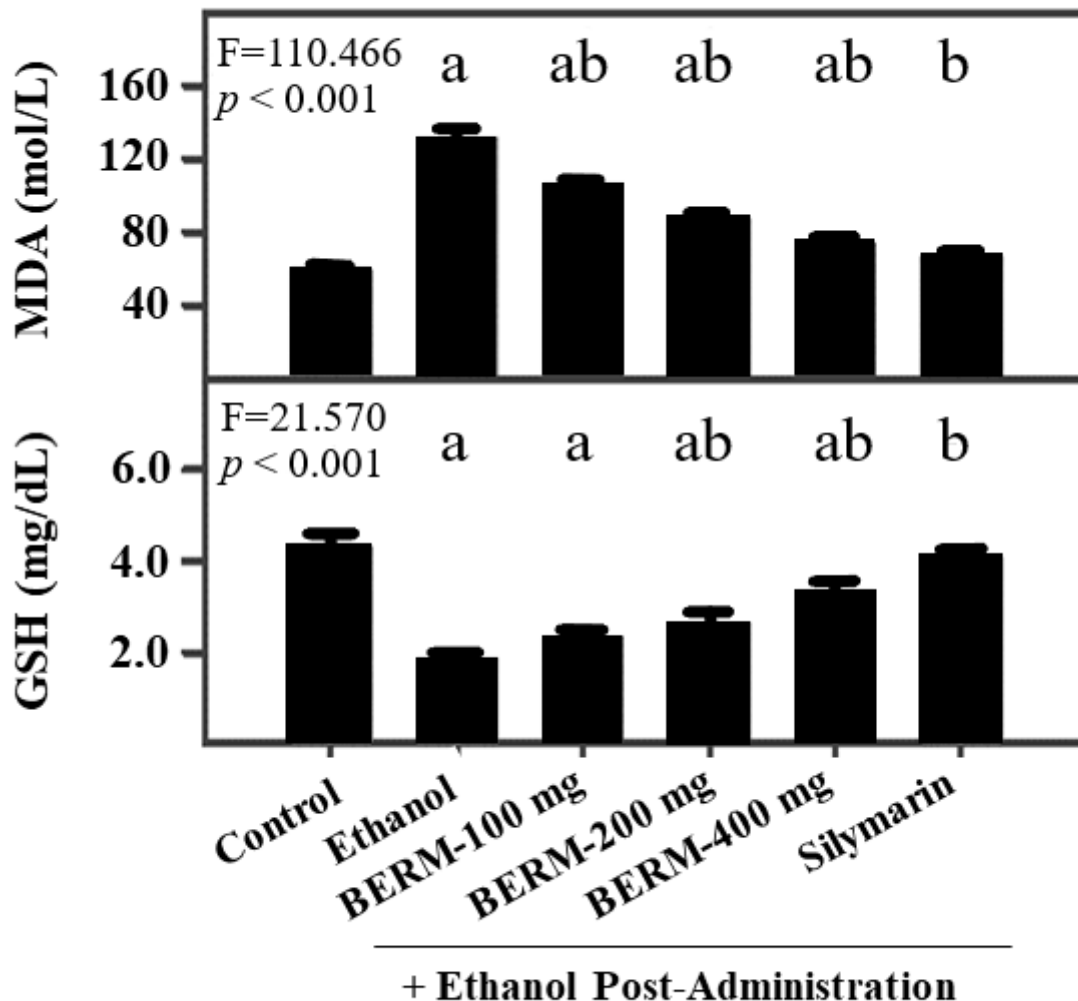 MDA (mol/L)
160
120
80
40
F=110.466
p < 0.001
a ab ab ab b
GSH (mg/dL)
6.0
4.0
2.0
F=21.570
p < 0.001
a a ab ab b
Control
Ethanol
BERM-100 mg
BERM-200 mg
BERM-400 mg
Silymarin
+ Ethanol Post-Administration